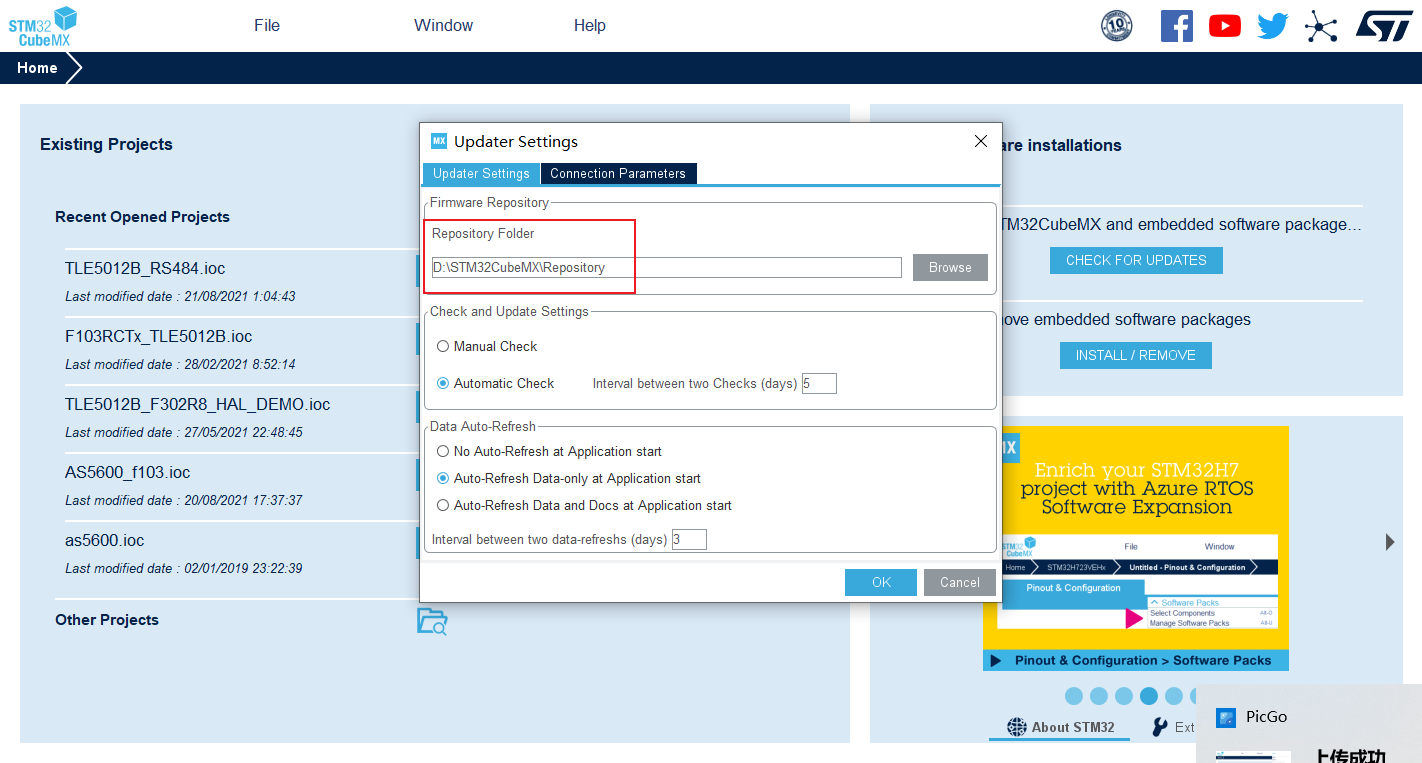 STM32
CubeMX
File
Window
Help
10
Home
Existing Projects
Recent Opened Projects
TLE5012B_RS484.ioc
Last modified date : 21/08/2021 1:04:43
F103RCTx_TLE5012B.ioc
Last modified date : 28/02/2021 8:52:14
TLE5012B_F302R8_HAL_DEMO.ioc
Last modified date : 27/05/2021 22:48:45
AS5600_f103.ioc
Last modified date : 20/08/2021 17:37:37
as5600.ioc
Last modified date : 02/01/2019 23:22:39
Other Projects
MX Updater Settings
Updater Settings
Connection Parameters
Firmware Repository
Repository Folder
D:\STM32CubeMX\Repository
Browse
Check and Update Settings
Manual Check
Automatic Check
Interval between two Checks (days) 5
Data Auto-Refresh
No Auto-Refresh at Application start
Auto-Refresh Data-only at Application start
Auto-Refresh Data and Docs at Application start
Interval between two data-refreshs (days) 3
OK
Cancel
are installations
TM32CubeMX and embedded software package...
CHECK FOR UPDATES
ove embedded software packages
INSTALL / REMOVE
MX
Enrich your STM32H7
project with Azure RTOS
Software Expansion
STM32
CubeMX
File
Window
Home
STM32H723VEHx
Untitled - Pinout & Configuration
Pinout & Configuration
Software Packs
Select Components
Alt-O
Manage Software Packs
Alt-U
Pinout & Configuration > Software Packs
About STM32
Ext
PicGo
上传成功